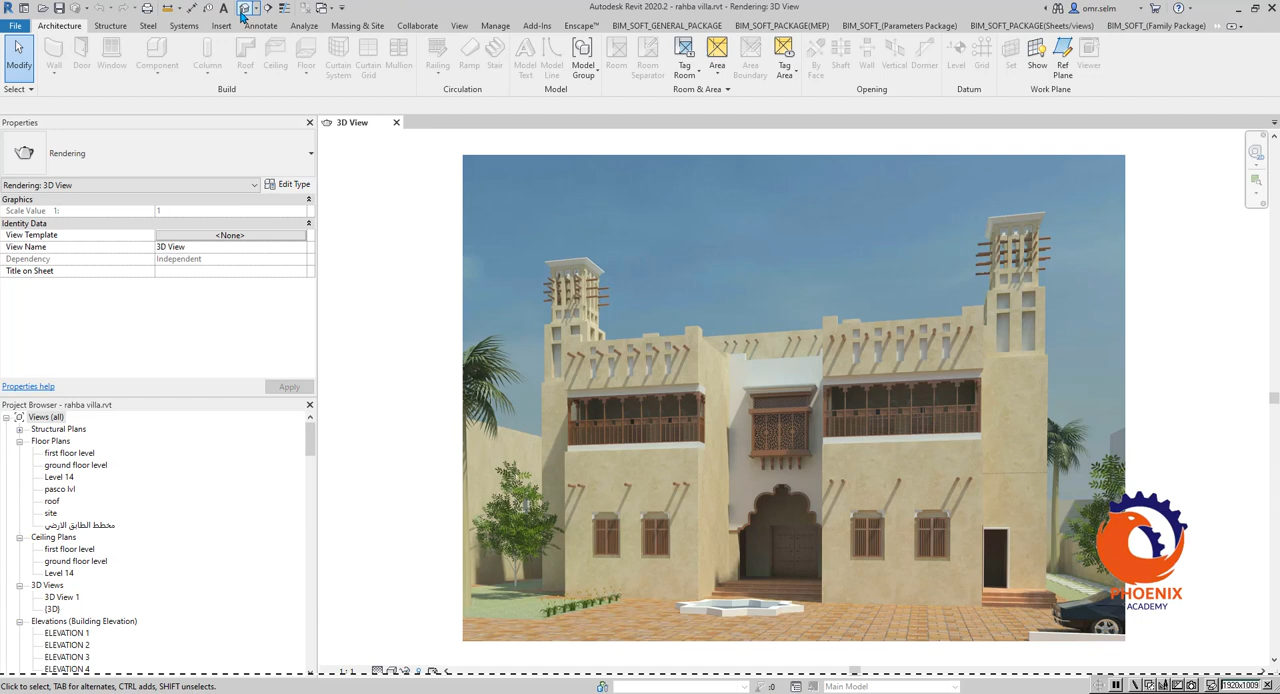 Autodesk Revit 2020.2 - rahba villa.rvt - Rendering: 3D View
omr.selm
File Architecture Structure Steel Systems Insert Annotate Analyze Massing & Site Collaborate View Manage Add-Ins Enscape™ BIM_SOFT_GENERAL_PACKAGE BIM_SOFT_PACKAGE(MEP) BIM_SOFT_(Parameters Package) BIM_SOFT_PACKAGE(Sheets/views) BIM_SOFT_(Family Package)
Modify Wall Door Window Component Column Roof Ceiling Floor Curtain System Curtain Grid Mullion Railing Ramp Stair Model Text Model Line Model Group Room Room Separator Tag Room Area Area Boundary Tag Area By Face Shaft Wall Vertical Dormer Level Grid Set Show Ref Plane Viewer
Select Build Circulation Model Room & Area Opening Datum Work Plane
Properties
3D View
Rendering
Rendering: 3D View Edit Type
Graphics
Scale Value 1: 1
Identity Data
View Template <None>
View Name 3D View
Dependency Independent
Title on Sheet
Properties help Apply
Project Browser - rahba villa.rvt
Views (all)
Structural Plans
Floor Plans
first floor level
ground floor level
Level 14
pasco lvl
roof
site
مخطط الطابق الارضي
Ceiling Plans
first floor level
ground floor level
Level 14
3D Views
3D View 1
{3D}
Elevations (Building Elevation)
ELEVATION 1
ELEVATION 2
ELEVATION 3
ELEVATION 4
PHOENIX
ACADEMY
1 : 1
Click to select, TAB for alternates, CTRL adds, SHIFT unselects.
:0
Main Model
1920x1009